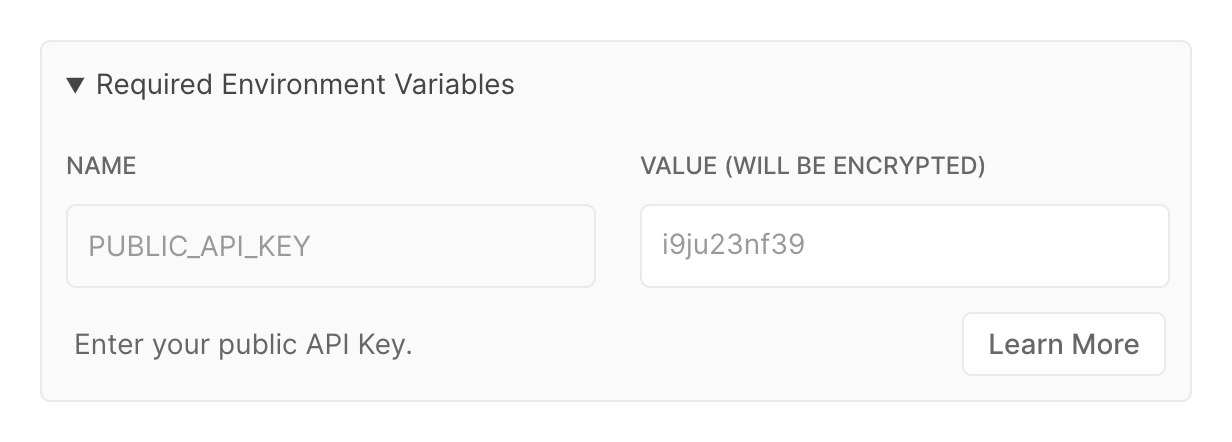 ▼ Required Environment Variables
NAME
VALUE (WILL BE ENCRYPTED)
PUBLIC_API_KEY
i9ju23nf39
Enter your public API Key.
Learn More